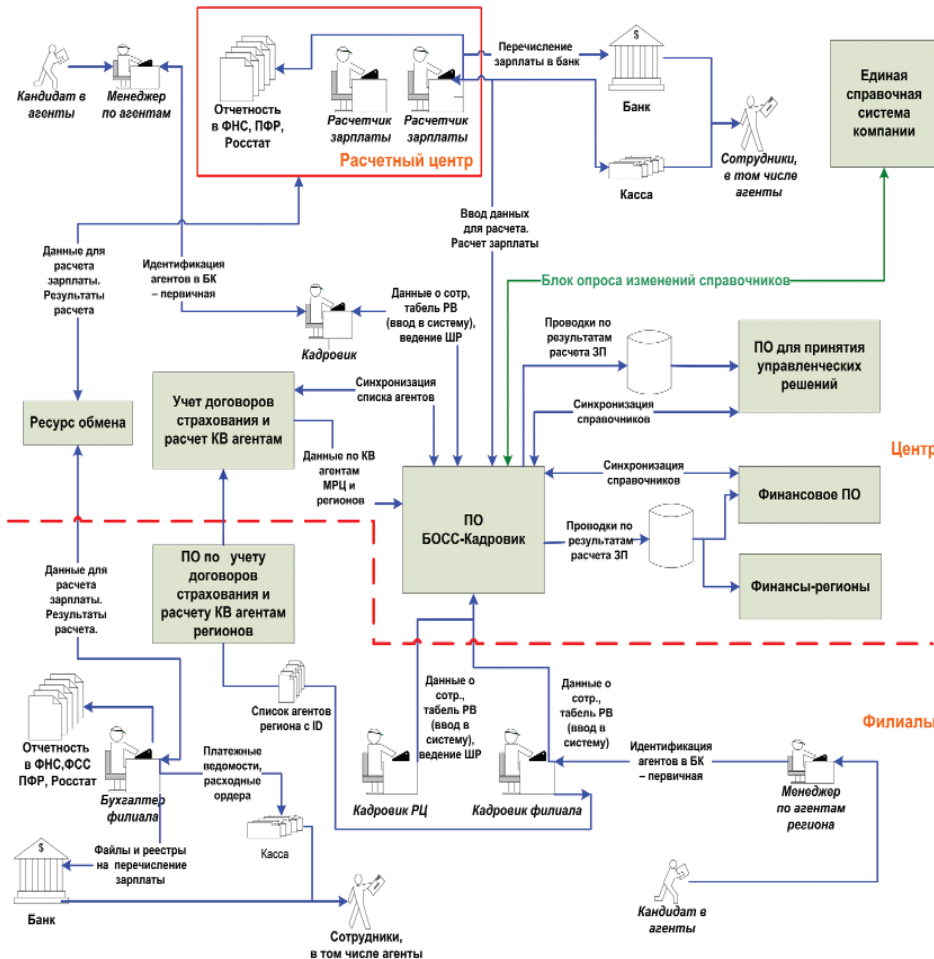 Кандидат в
агенты
Менеджер
по агентам
Отчетность
в ФНС, ПФР,
Росстат
Расчетчик
зарплаты
Расчетчик
зарплаты
Расчетный центр
Перечисление
зарплаты в банк
$
Банк
Касса
Сотрудники,
в том числе
агенты
Единая
справочная
система
компании
Данные для
расчета
зарплаты.
Результаты
расчета
Идентификация
агентов в БК
– первичная
Ввод данных
для расчета.
Расчет зарплаты
Блок опроса изменений справочников
Кадровик
Данные о сотр,
табель РВ
(ввод в систему),
ведение ШР
Проводки по
результатам
расчета ЗП
ПО для принятия
управленческих
решений
Синхронизация
справочников
Ресурс обмена
Учет договоров
страхования и
расчет КВ агентам
Синхронизация
списка агентов
Данные по КВ
агентам
МРЦ и
регионов
Центр
ПО
БОСС-Кадровик
Синхронизация
справочников
Финансовое ПО
Проводки по
результатам
расчета ЗП
Финансы-регионы
Данные для
расчета
зарплаты.
Результаты
расчета.
ПО по учету
договоров
страхования и
расчету КВ агентам
регионов
Список агентов
региона с ID
Данные о
сотр.,
табель РВ
(ввод в
систему),
ведение ШР
Данные о
сотр.,
табель РВ
(ввод в
систему)
Филиалы
Отчетность
в ФНС,ФСС
ПФР, Росстат
Бухгалтер
филиала
Платежные
ведомости,
расходные
ордера
Кадровик РЦ
Кадровик филиала
Идентификация
агентов в БК
– первичная
Менеджер
по агентам
региона
Касса
Файлы и реестры
на перечисление
зарплаты
$
Банк
Сотрудники,
в том числе агенты
Кандидат в
агенты